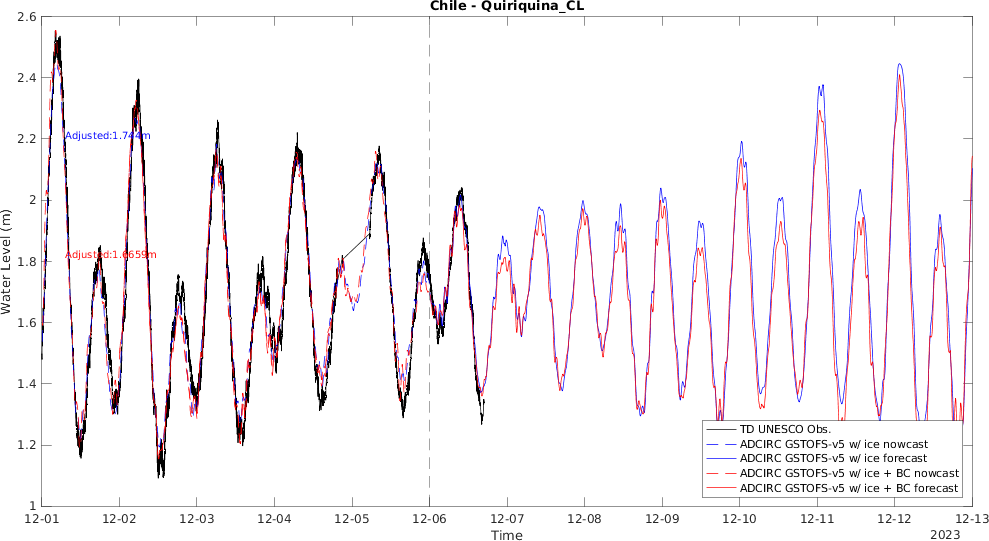 Chile - Quiriquina_CL
2.6
2.4
2.2
2
1.8
1.6
1.4
1.2
1
Water Level (m)
Adjusted:1.744m
Adjusted:1.6659m
TD UNESCO Obs.
ADCIRC GSTOFS-v5 w/ ice nowcast
ADCIRC GSTOFS-v5 w/ ice forecast
ADCIRC GSTOFS-v5 w/ ice + BC nowcast
ADCIRC GSTOFS-v5 w/ ice + BC forecast
12-01 12-02 12-03 12-04 12-05 12-06 12-07 12-08 12-09 12-10 12-11 12-12 12-13
Time
2023